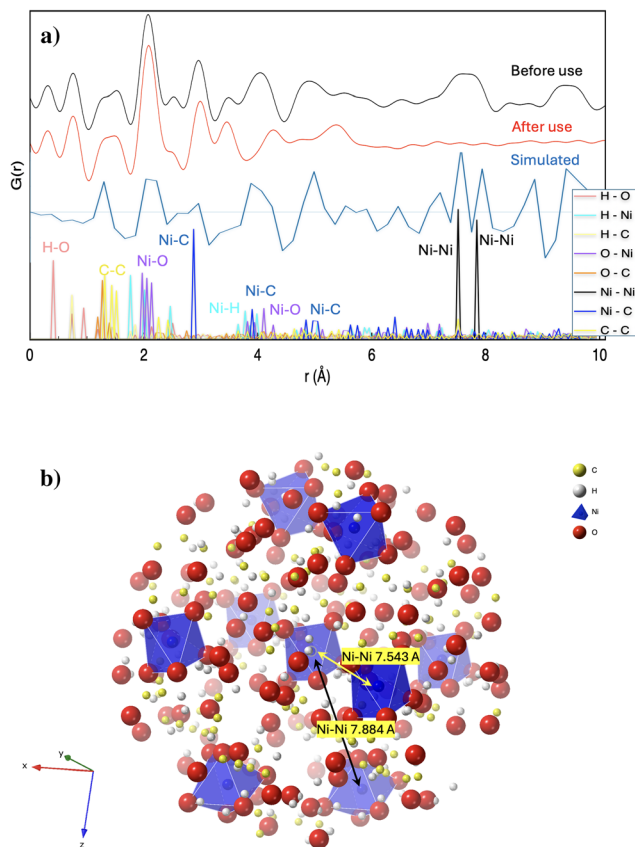 a)
Before use
After use
Simulated
G(r)
H-O
C-C
Ni-O
Ni-C
Ni-H
Ni-C
Ni-O
Ni-C
Ni-Ni
Ni-Ni
H - O
H - Ni
H - C
O - Ni
O - C
Ni - Ni
Ni - C
C - C
0 2 4 6 8 10
r (Å)
b)
C
H
Ni
O
Ni-Ni 7.543 A
Ni-Ni 7.884 A
y
x
z